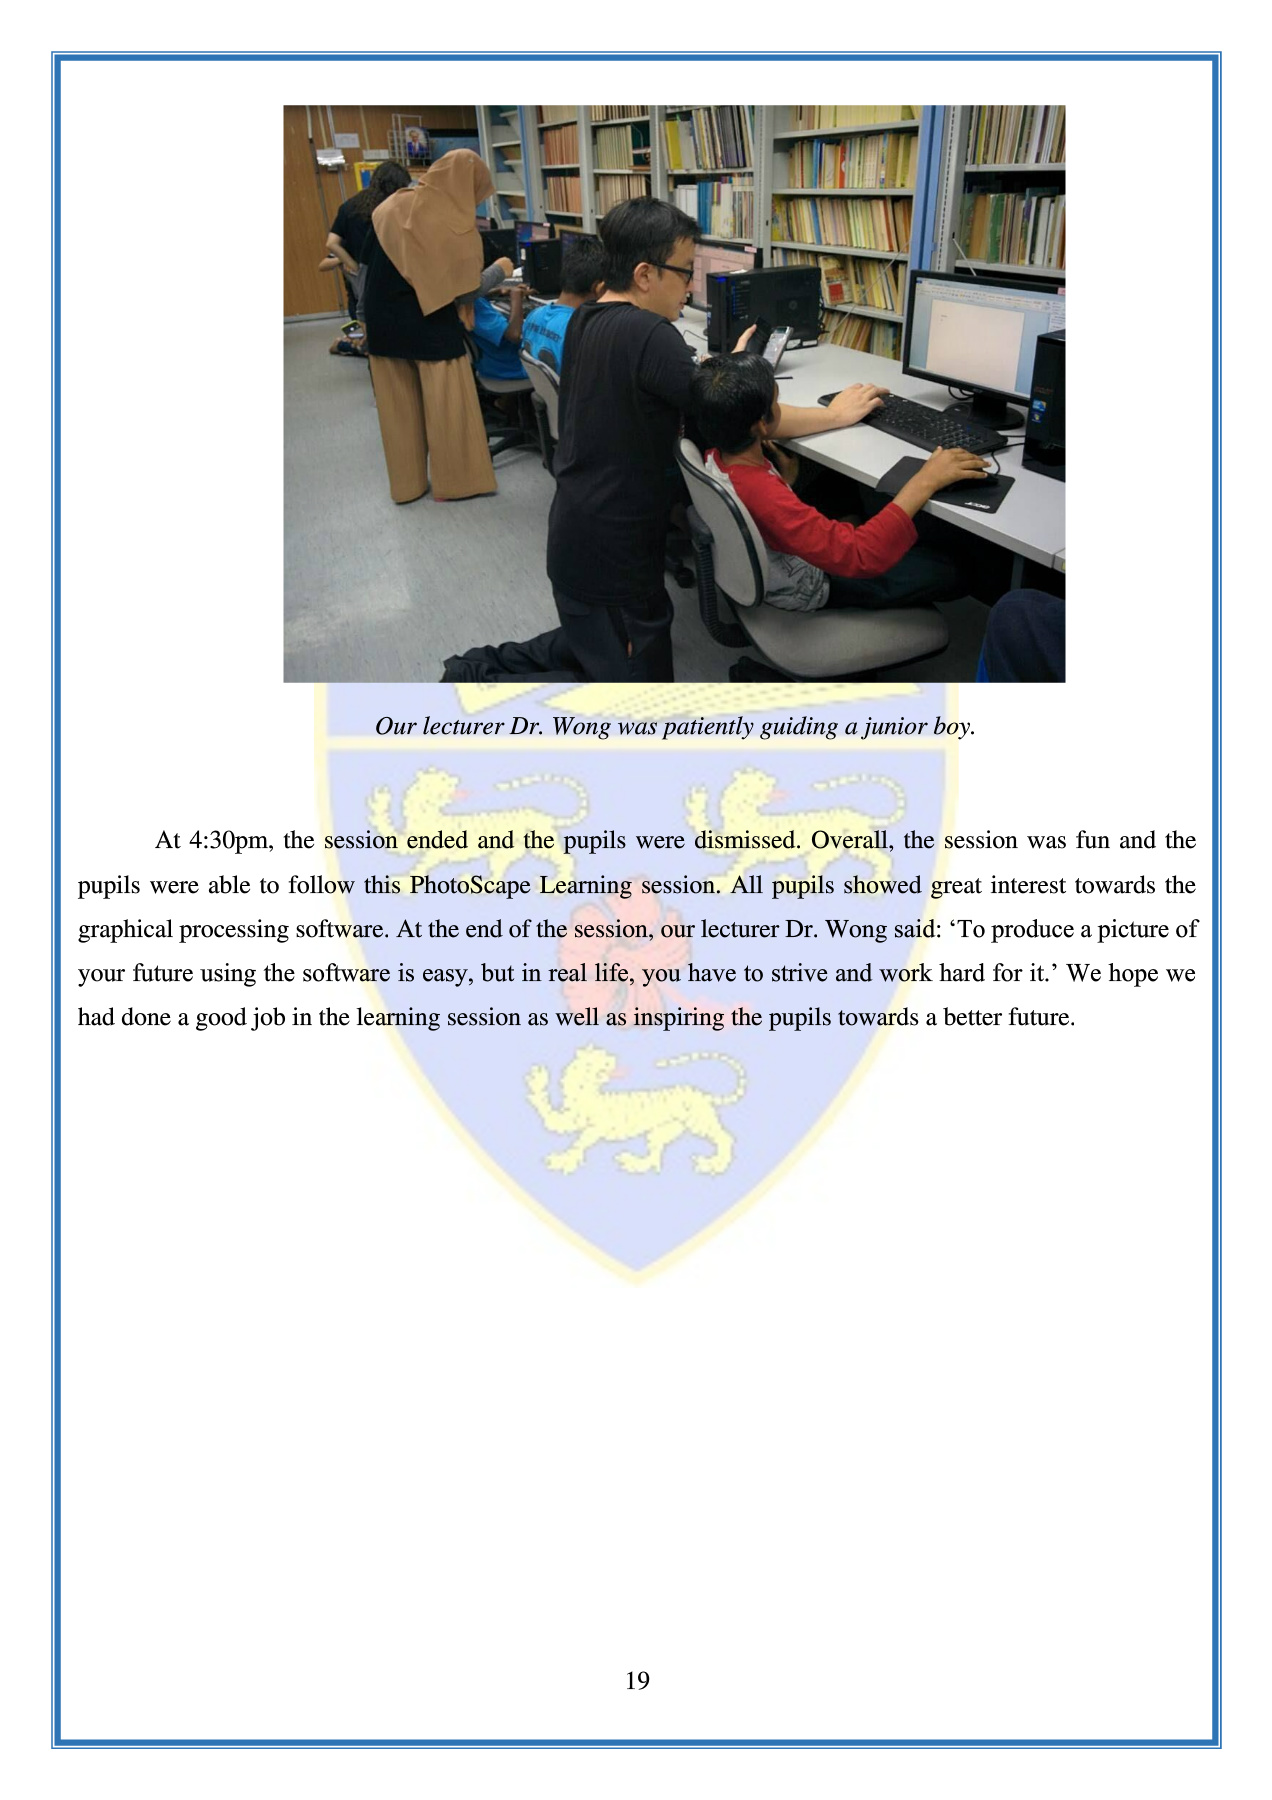 Our lecturer Dr. Wong was patiently guiding a junior boy.
At 4:30pm, the session ended and the pupils were dismissed. Overall, the session was fun and the
pupils were able to follow this PhotoScape Learning session. All pupils showed great interest towards the
graphical processing software. At the end of the session, our lecturer Dr. Wong said: ‘To produce a picture of
your future using the software is easy, but in real life, you have to strive and work hard for it.’ We hope we
had done a good job in the learning session as well as inspiring the pupils towards a better future.
19